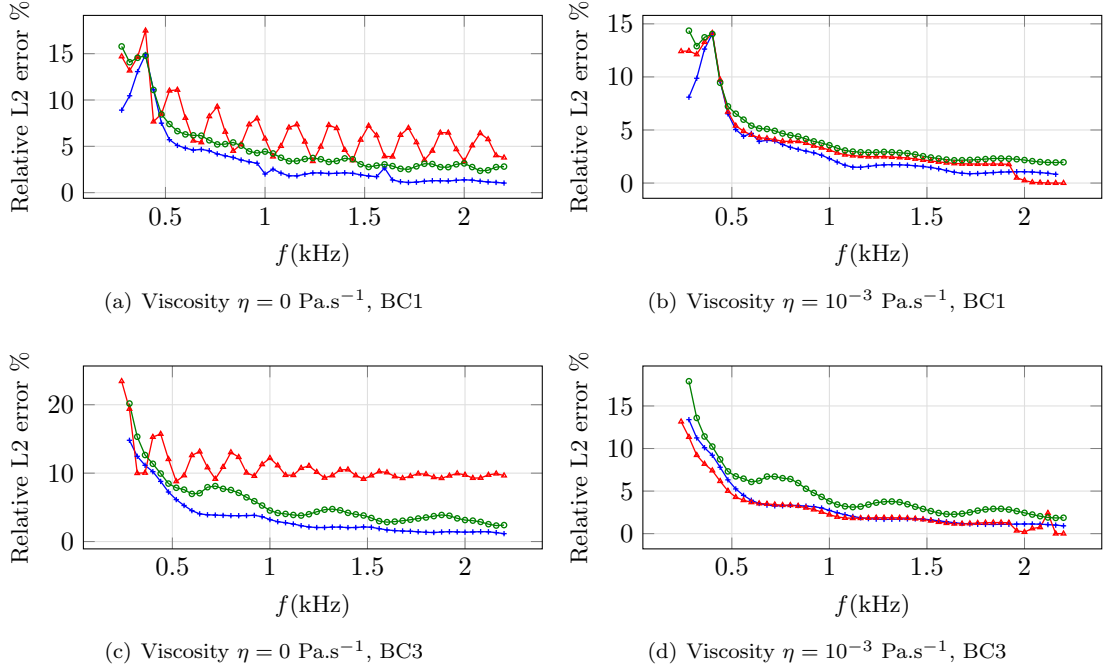 Relative L2 error %
15
10
5
0
0.5 1 1.5 2
f(kHz)
(a) Viscosity η = 0 Pa.s⁻¹, BC1
Relative L2 error %
15
10
5
0
0.5 1 1.5 2
f(kHz)
(b) Viscosity η = 10⁻³ Pa.s⁻¹, BC1
Relative L2 error %
20
10
0
0.5 1 1.5 2
f(kHz)
(c) Viscosity η = 0 Pa.s⁻¹, BC3
Relative L2 error %
15
10
5
0
0.5 1 1.5 2
f(kHz)
(d) Viscosity η = 10⁻³ Pa.s⁻¹, BC3